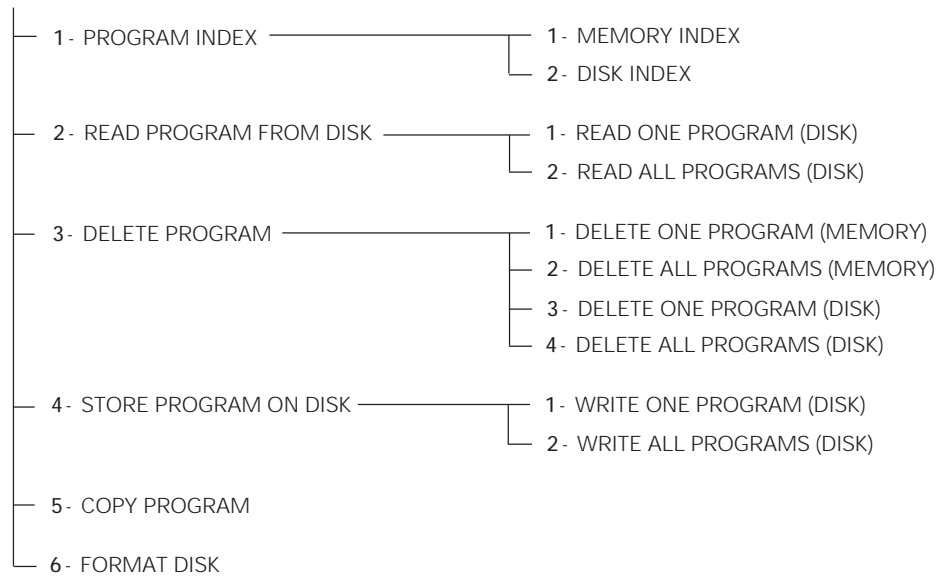 1 - PROGRAM INDEX
1 - MEMORY INDEX
2 - DISK INDEX
2 - READ PROGRAM FROM DISK
1 - READ ONE PROGRAM (DISK)
2 - READ ALL PROGRAMS (DISK)
3 - DELETE PROGRAM
1 - DELETE ONE PROGRAM (MEMORY)
2 - DELETE ALL PROGRAMS (MEMORY)
3 - DELETE ONE PROGRAM (DISK)
4 - DELETE ALL PROGRAMS (DISK)
4 - STORE PROGRAM ON DISK
1 - WRITE ONE PROGRAM (DISK)
2 - WRITE ALL PROGRAMS (DISK)
5 - COPY PROGRAM
6 - FORMAT DISK